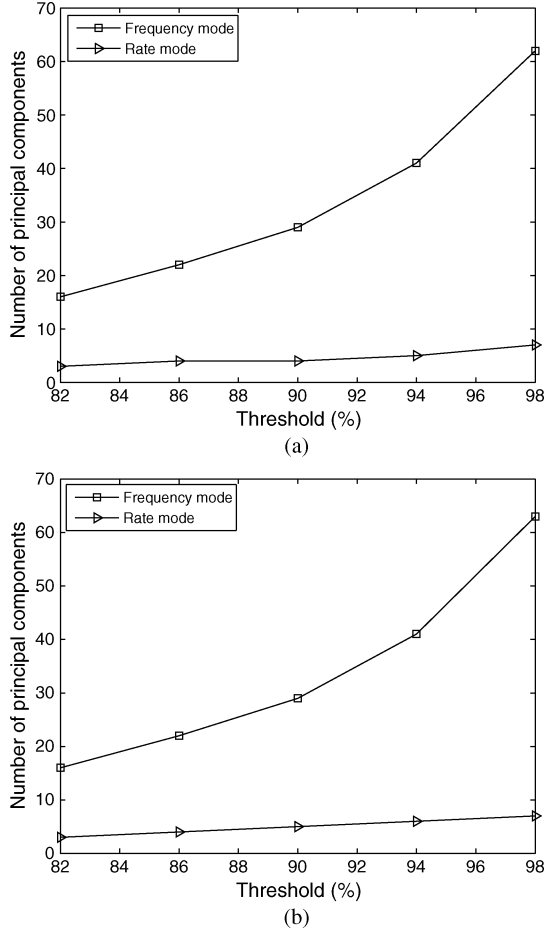 70
60
50
40
30
20
10
0
Number of principal components
Frequency mode
Rate mode
82 84 86 88 90 92 94 96 98
Threshold (%)
(a)
70
60
50
40
30
20
10
0
Number of principal components
Frequency mode
Rate mode
82 84 86 88 90 92 94 96 98
Threshold (%)
(b)